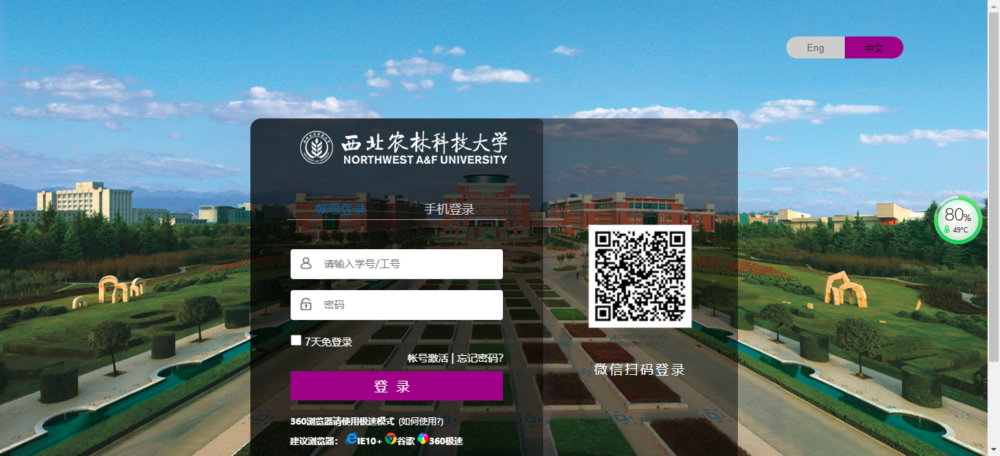 Eng 中文
西北农林科技大学
NORTHWEST A&F UNIVERSITY
帐号登录 手机登录
请输入学号/工号
密码
7天免登录
帐号激活 | 忘记密码?
登 录
360浏览器请使用极速模式 (如何使用?)
建议浏览器： IE10+ 谷歌 360极速
微信扫码登录
80%
49°C